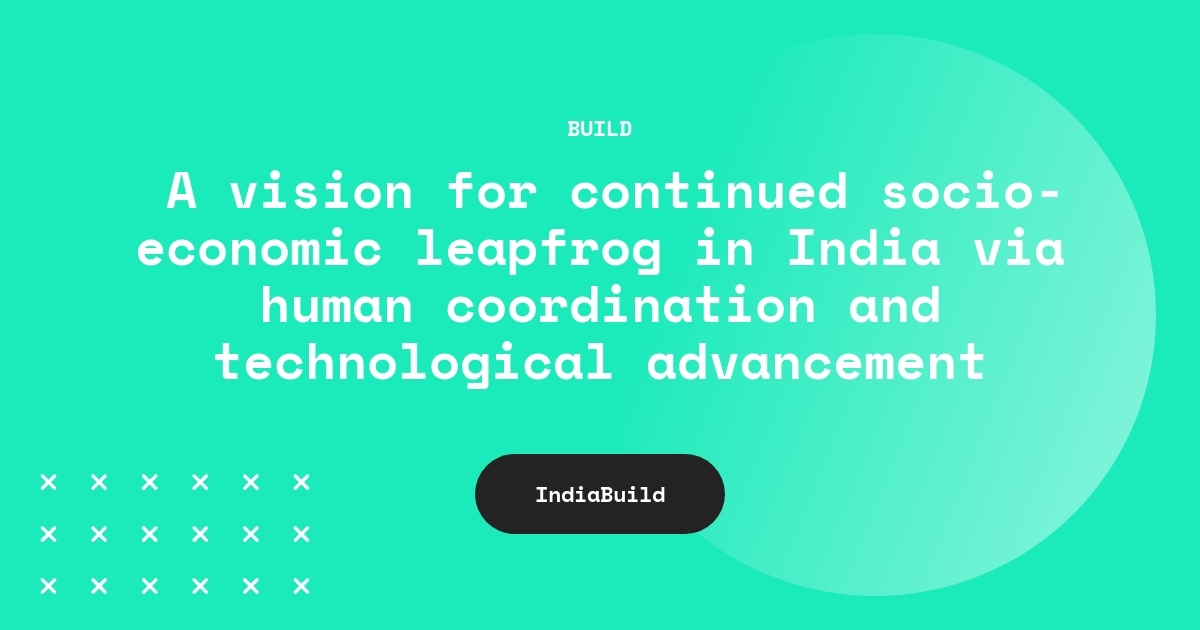 BUILD
A vision for continued socio-
economic leapfrog in India via
human coordination and
technological advancement
IndiaBuild